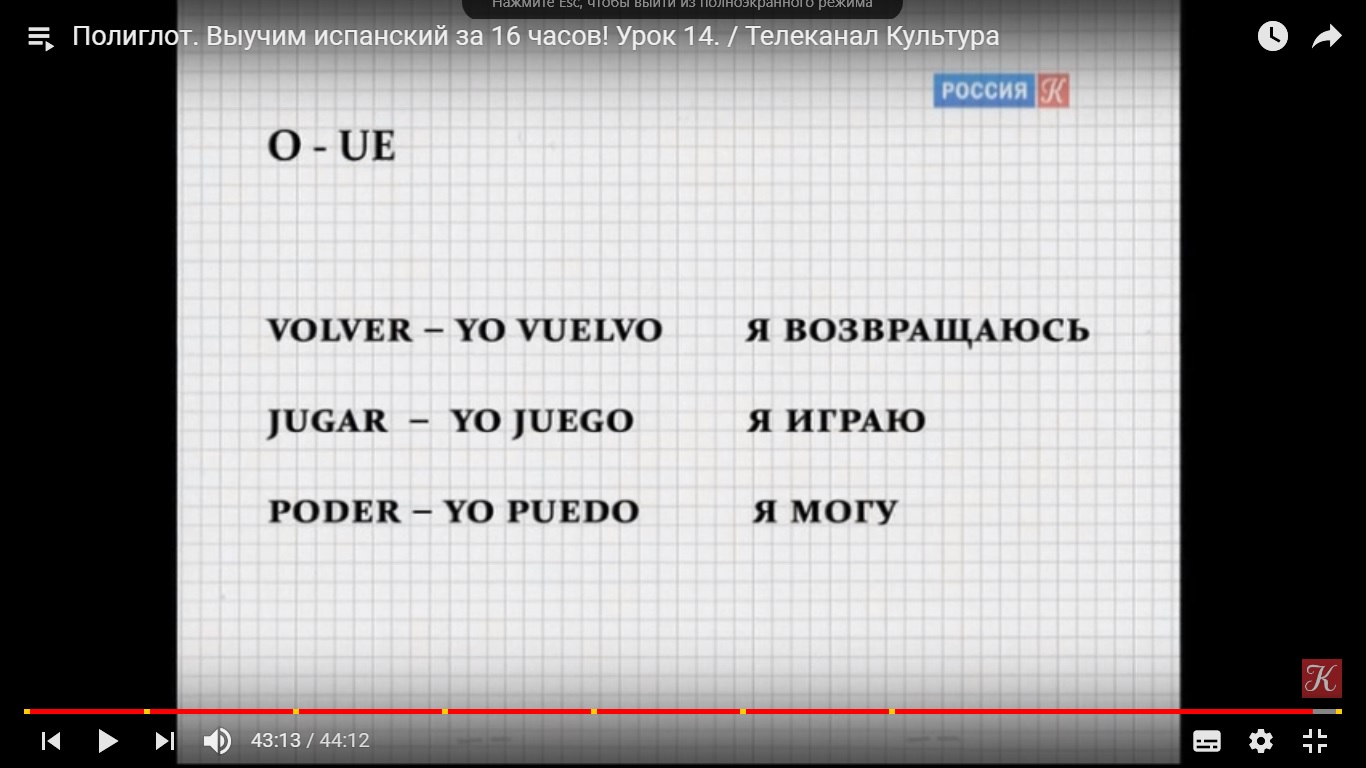 Нажмите Esc, чтобы выйти из полноэкранного режима
Полиглот. Выучим испанский за 16 часов! Урок 14. / Телеканал Культура
РОССИЯ К
O - UE
VOLVER – YO VUELVO Я ВОЗВРАЩАЮСЬ
JUGAR – YO JUEGO Я ИГРАЮ
PODER – YO PUEDO Я МОГУ
К
43:13 / 44:12